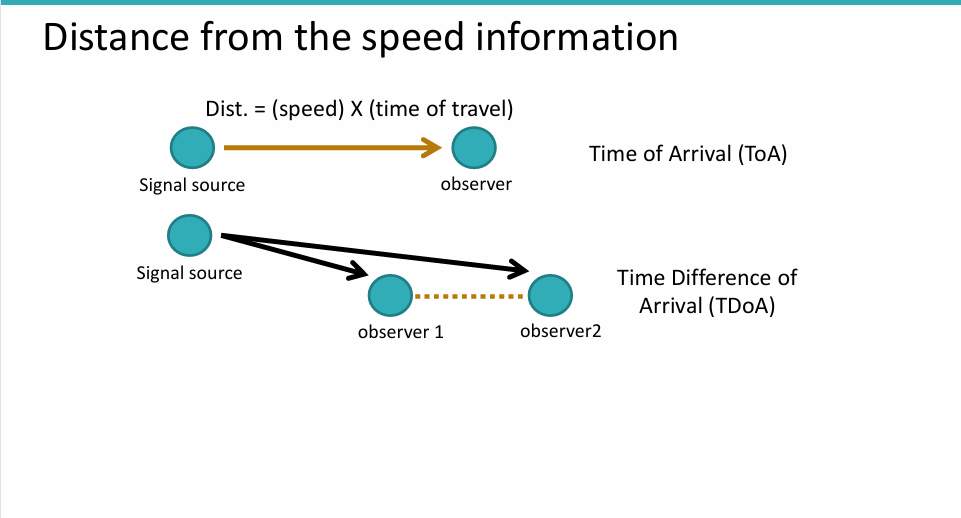 Distance from the speed information
Dist. = (speed) X (time of travel)
Time of Arrival (ToA)
Signal source
observer
Signal source
Time Difference of
Arrival (TDoA)
observer 1
observer2